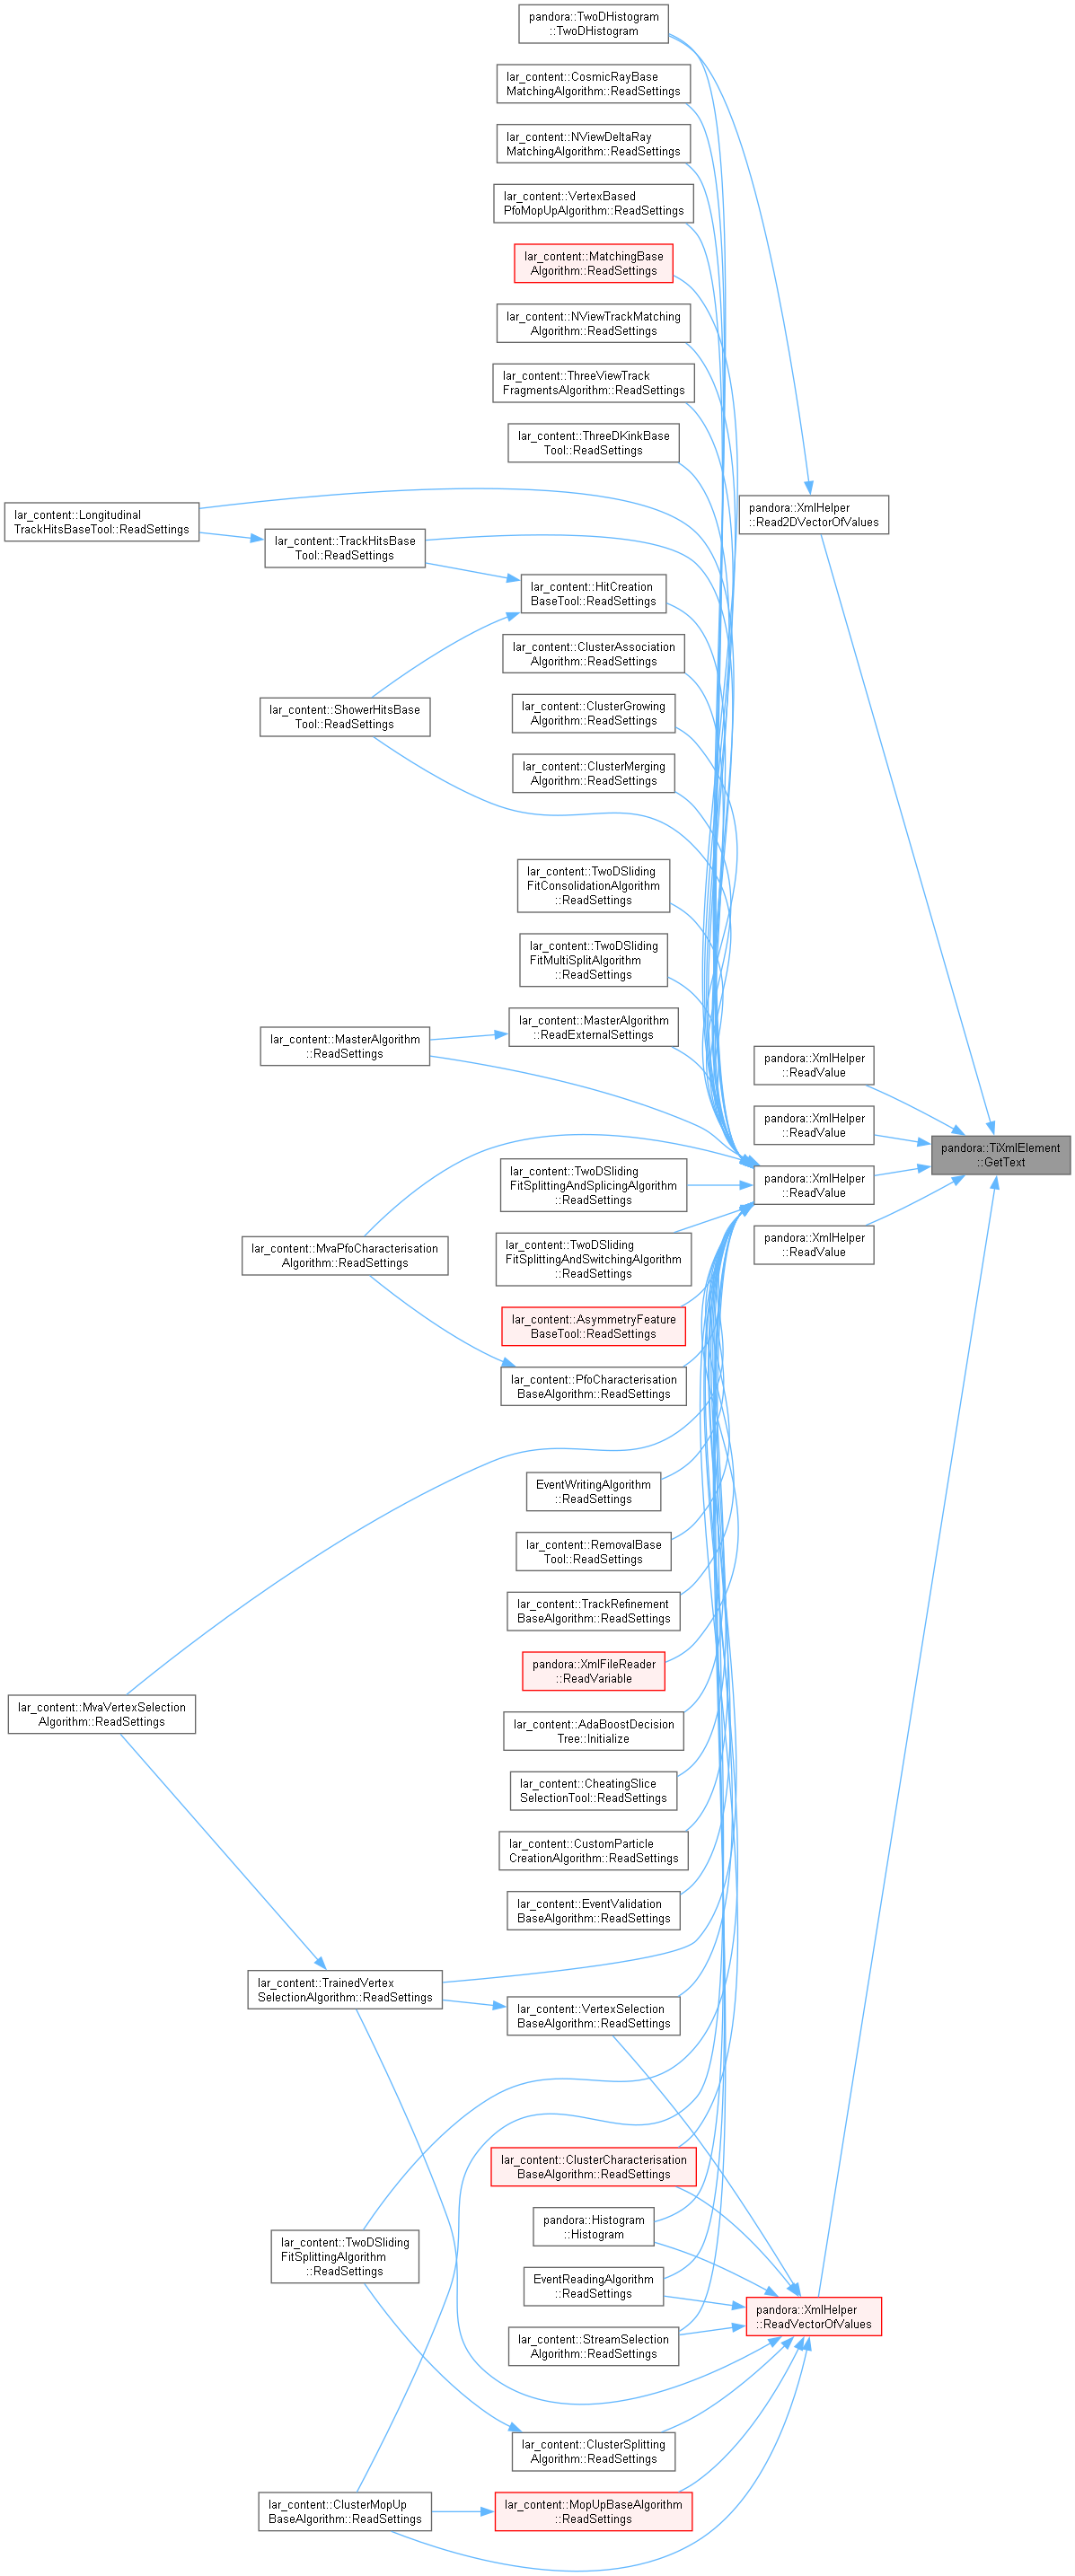 pandora::TwoDHistogram
::TwoDHistogram
lar_content::CosmicRayBase
MatchingAlgorithm::ReadSettings
lar_content::NViewDeltaRay
MatchingAlgorithm::ReadSettings
lar_content::VertexBased
PfoMopUpAlgorithm::ReadSettings
lar_content::MatchingBase
Algorithm::ReadSettings
lar_content::NViewTrackMatching
Algorithm::ReadSettings
lar_content::ThreeViewTrack
FragmentsAlgorithm::ReadSettings
lar_content::ThreeDKinkBase
Tool::ReadSettings
pandora::XmlHelper
::Read2DVectorOfValues
lar_content::Longitudinal
TrackHitsBaseTool::ReadSettings
lar_content::TrackHitsBase
Tool::ReadSettings
lar_content::HitCreation
BaseTool::ReadSettings
lar_content::ClusterAssociation
Algorithm::ReadSettings
lar_content::ShowerHitsBase
Tool::ReadSettings
lar_content::ClusterGrowing
Algorithm::ReadSettings
lar_content::ClusterMerging
Algorithm::ReadSettings
lar_content::TwoDSliding
FitConsolidationAlgorithm
::ReadSettings
lar_content::TwoDSliding
FitMultiSplitAlgorithm
::ReadSettings
lar_content::MasterAlgorithm
::ReadExternalSettings
lar_content::MasterAlgorithm
::ReadSettings
pandora::XmlHelper
::ReadValue
pandora::XmlHelper
::ReadValue
pandora::TiXmlElement
::GetText
pandora::XmlHelper
::ReadValue
pandora::XmlHelper
::ReadValue
lar_content::TwoDSliding
FitSplittingAndSplicingAlgorithm
::ReadSettings
lar_content::MvaPfoCharacterisation
Algorithm::ReadSettings
lar_content::TwoDSliding
FitSplittingAndSwitchingAlgorithm
::ReadSettings
lar_content::AsymmetryFeature
BaseTool::ReadSettings
lar_content::PfoCharacterisation
BaseAlgorithm::ReadSettings
EventWritingAlgorithm
::ReadSettings
lar_content::RemovalBase
Tool::ReadSettings
lar_content::TrackRefinement
BaseAlgorithm::ReadSettings
pandora::XmlFileReader
::ReadVariable
lar_content::MvaVertexSelection
Algorithm::ReadSettings
lar_content::AdaBoostDecision
Tree::Initialize
lar_content::CheatingSlice
SelectionTool::ReadSettings
lar_content::CustomParticle
CreationAlgorithm::ReadSettings
lar_content::EventValidation
BaseAlgorithm::ReadSettings
lar_content::TrainedVertex
SelectionAlgorithm::ReadSettings
lar_content::VertexSelection
BaseAlgorithm::ReadSettings
lar_content::ClusterCharacterisation
BaseAlgorithm::ReadSettings
pandora::Histogram
::Histogram
lar_content::TwoDSliding
FitSplittingAlgorithm
::ReadSettings
EventReadingAlgorithm
::ReadSettings
pandora::XmlHelper
::ReadVectorOfValues
lar_content::StreamSelection
Algorithm::ReadSettings
lar_content::ClusterSplitting
Algorithm::ReadSettings
lar_content::ClusterMopUp
BaseAlgorithm::ReadSettings
lar_content::MopUpBaseAlgorithm
::ReadSettings